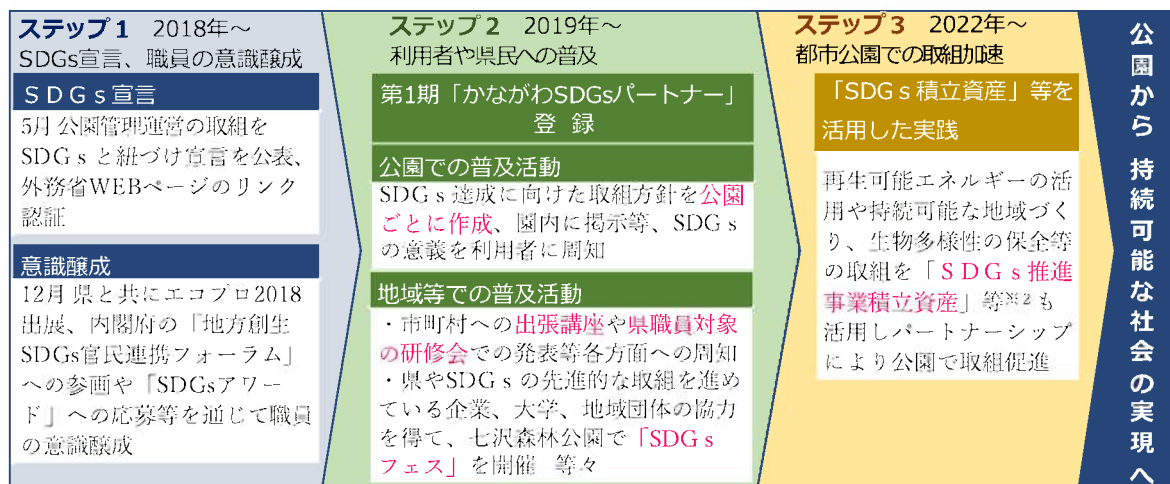 ステップ1 2018年～
SDGs宣言、職員の意識醸成
ＳＤＧｓ宣言
5月 公園管理運営の取組を
SDGｓと紐づけ宣言を公表、
外務省WEBページのリンク
認証
意識醸成
12月 県と共にエコプロ2018
出展、内閣府の「地方創生
SDGs官民連携フォーラム」
への参画や「SDGsアワー
ド」への応募等を通じて職員
の意識醸成
ステップ2 2019年～
利用者や県民への普及
第1期「かながわSDGsパートナー」
登 録
公園での普及活動
SDGｓ達成に向けた取組方針を公園
ごとに作成、園内に掲示等、SDGｓ
の意義を利用者に周知
地域等での普及活動
・市町村への出張講座や県職員対象
の研修会での発表等各方面への周知
・県やSDGｓの先進的な取組を進め
ている企業、大学、地域団体の協力
を得て、七沢森林公園で「SDGｓ
フェス」を開催 等々
ステップ3 2022年～
都市公園での取組加速
「SDGｓ積立資産」等を
活用した実践
再生可能エネルギーの活
用や持続可能な地域づく
り、生物多様性の保全等
の取組を「ＳＤＧｓ推進
事業積立資産」等※2も
活用しパートナーシップ
により公園で取組促進
公園から 持続可能な社会の実現へ